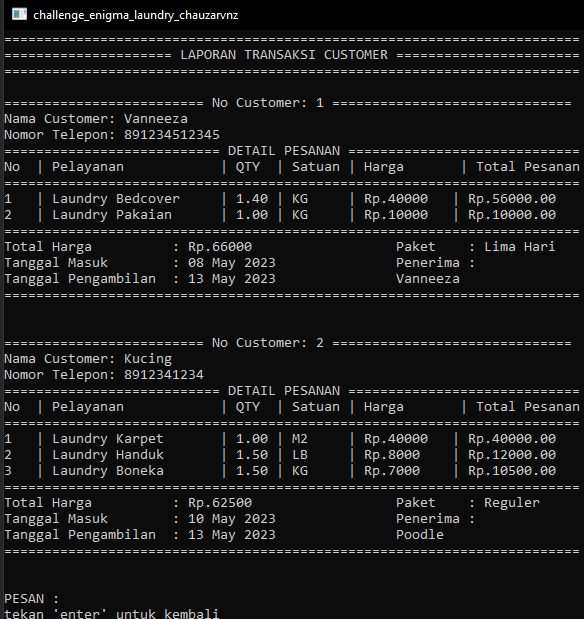 challenge_enigma_laundry_chauzarvnz
========================================================================
===================== LAPORAN TRANSAKSI CUSTOMER =======================
========================================================================
========================= No Customer: 1 ==============================
Nama Customer: Vanneeza
Nomor Telepon: 891234512345
=========================== DETAIL PESANAN =============================
No  | Pelayanan            | QTY  | Satuan | Harga       | Total Pesanan
========================================================================
1   | Laundry Bedcover     | 1.40 | KG     | Rp.40000   | Rp.56000.00
2   | Laundry Pakaian      | 1.00 | KG     | Rp.10000   | Rp.10000.00
========================================================================
Total Harga          : Rp.66000                  Paket    : Lima Hari
Tanggal Masuk        : 08 May 2023               Penerima :
Tanggal Pengambilan  : 13 May 2023               Vanneeza
========================================================================
========================= No Customer: 2 ==============================
Nama Customer: Kucing
Nomor Telepon: 8912341234
=========================== DETAIL PESANAN =============================
No  | Pelayanan            | QTY  | Satuan | Harga       | Total Pesanan
========================================================================
1   | Laundry Karpet       | 1.00 | M2     | Rp.40000   | Rp.40000.00
2   | Laundry Handuk       | 1.50 | LB     | Rp.8000    | Rp.12000.00
3   | Laundry Boneka       | 1.50 | KG     | Rp.7000    | Rp.10500.00
========================================================================
Total Harga          : Rp.62500                  Paket    : Reguler
Tanggal Masuk        : 10 May 2023               Penerima :
Tanggal Pengambilan  : 13 May 2023               Poodle
========================================================================
PESAN :
tekan 'enter' untuk kembali